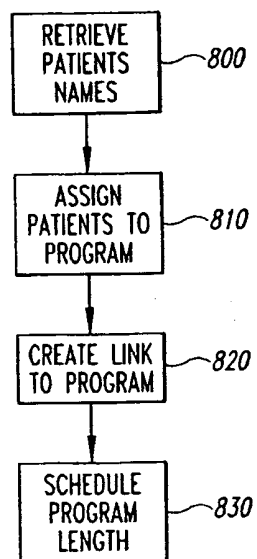 RETRIEVE
PATIENTS
NAMES
800
ASSIGN
PATIENTS TO
PROGRAM
810
CREATE LINK
TO PROGRAM
820
SCHEDULE
PROGRAM
LENGTH
830